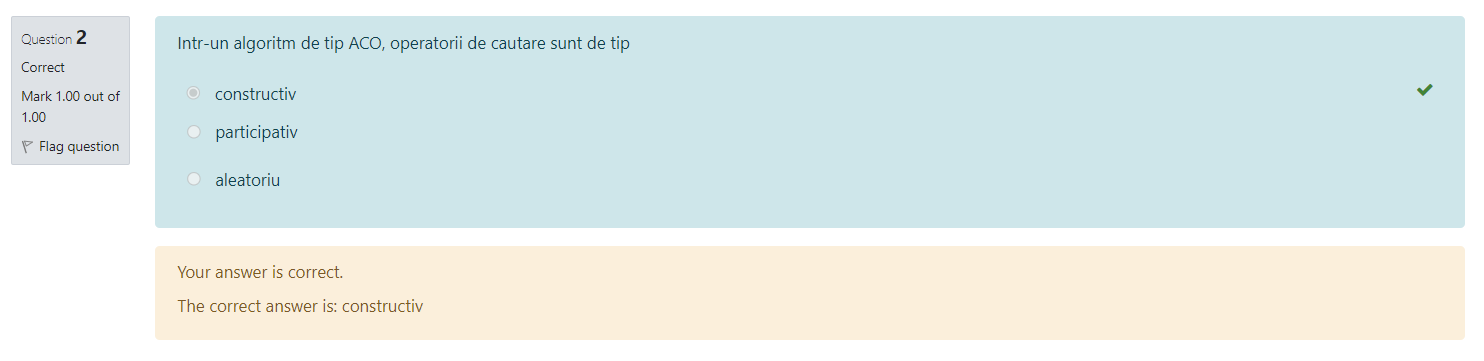 Question 2
Correct
Mark 1.00 out of
1.00
Flag question
Intr-un algoritm de tip ACO, operatorii de cautare sunt de tip
constructiv
participativ
aleatoriu
Your answer is correct.
The correct answer is: constructiv